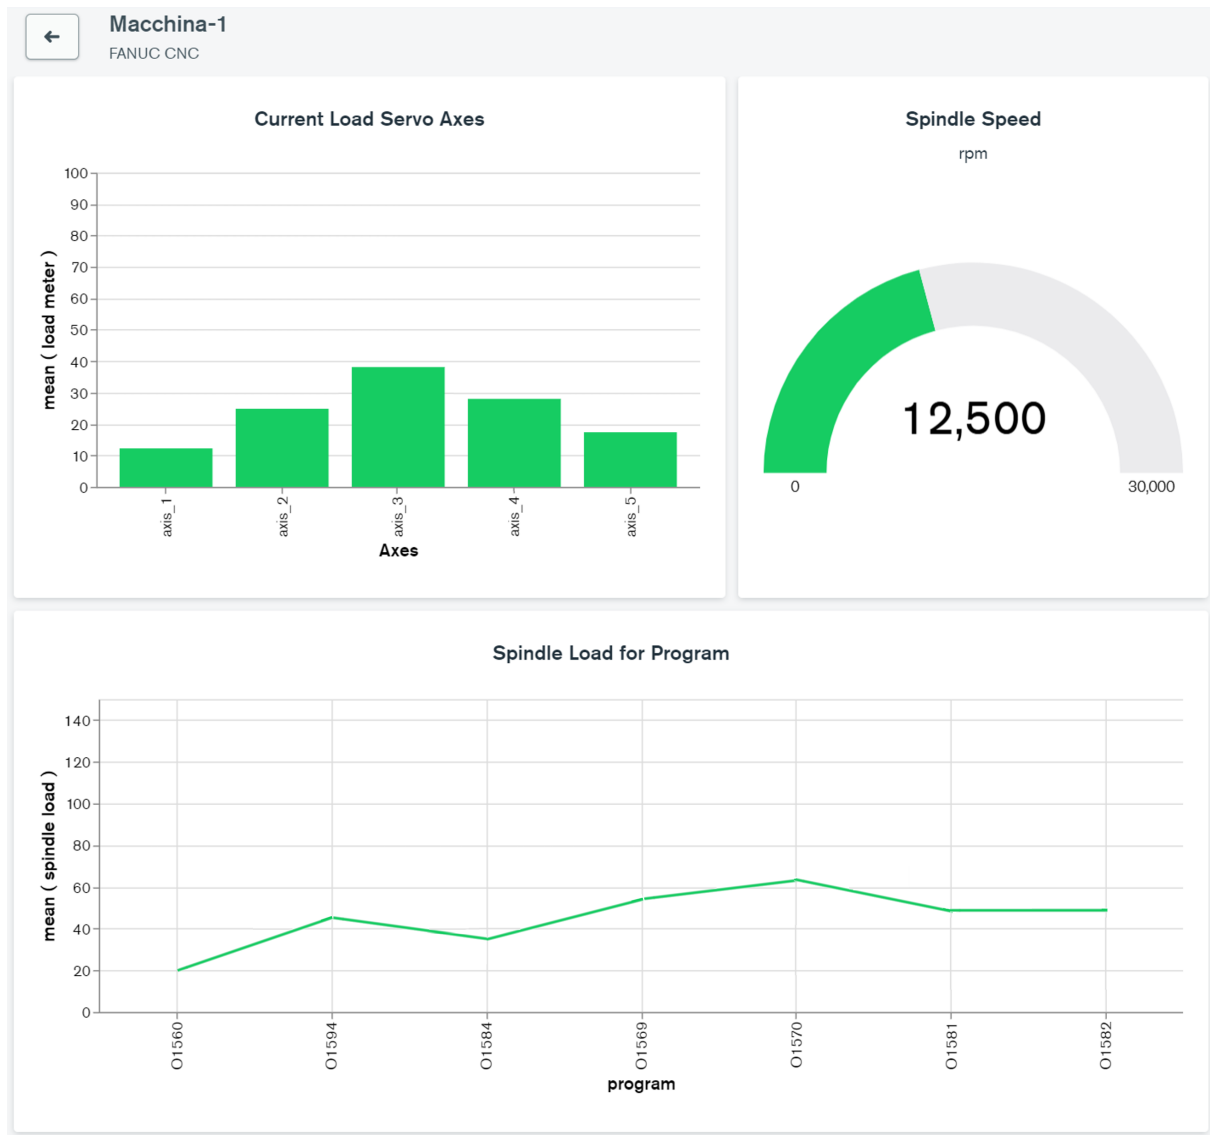 Macchina-1
FANUC CNC
Current Load Servo Axes
mean ( load meter )
100
90
80
70
60
50
40
30
20
10
0
axis_1
axis_2
axis_3
axis_4
axis_5
Axes
Spindle Speed
rpm
12,500
0
30,000
Spindle Load for Program
mean ( spindle load )
140
120
100
80
60
40
20
0
O1560
O1594
O1584
O1569
O1570
O1581
O1582
program